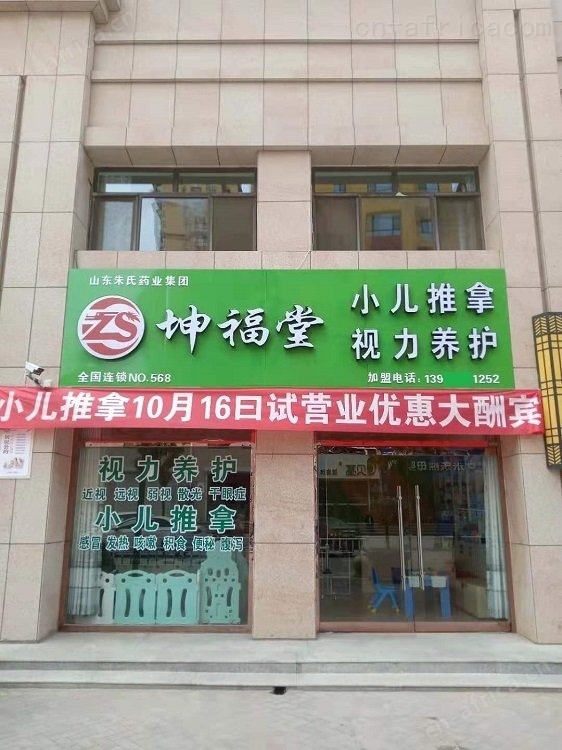 cn-africa.com
山东朱氏药业集团
ZS
坤福堂
小儿推拿
视力养护
全国连锁NO.568
加盟电话:139 1252
小儿推拿10月16日试营业优惠大酬宾
视力养护
近视 远视 弱视 散光 干眼症
小儿推拿
感冒 发热 咳嗽 积食 便秘 腹泻